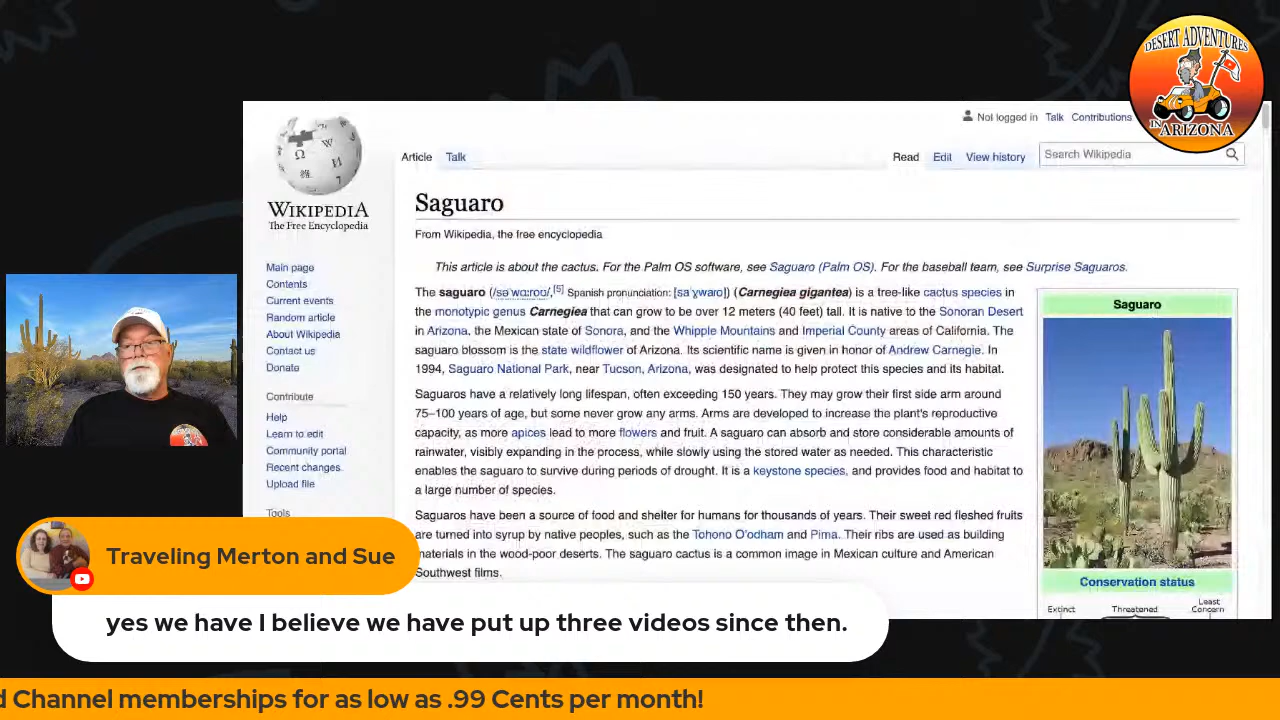 DESERT ADVENTURES
IN ARIZONA
Not logged in Talk Contributions
Article Talk
Read Edit View history
Search Wikipedia
WIKIPEDIA
The Free Encyclopedia
Main page
Contents
Current events
Random article
About Wikipedia
Contact us
Donate
Contribute
Help
Learn to edit
Community portal
Recent changes
Upload file
Tools
Saguaro
From Wikipedia, the free encyclopedia
This article is about the cactus. For the Palm OS software, see Saguaro (Palm OS). For the baseball team, see Surprise Saguaros.
The saguaro (/səˈwɑːroʊ/,[5] Spanish pronunciation: [saˈɣwaɾo]) (Carnegiea gigantea) is a tree-like cactus species in
the monotypic genus Carnegiea that can grow to be over 12 meters (40 feet) tall. It is native to the Sonoran Desert
in Arizona, the Mexican state of Sonora, and the Whipple Mountains and Imperial County areas of California. The
saguaro blossom is the state wildflower of Arizona. Its scientific name is given in honor of Andrew Carnegie. In
1994, Saguaro National Park, near Tucson, Arizona, was designated to help protect this species and its habitat.
Saguaros have a relatively long lifespan, often exceeding 150 years. They may grow their first side arm around
75–100 years of age, but some never grow any arms. Arms are developed to increase the plant's reproductive
capacity, as more apices lead to more flowers and fruit. A saguaro can absorb and store considerable amounts of
rainwater, visibly expanding in the process, while slowly using the stored water as needed. This characteristic
enables the saguaro to survive during periods of drought. It is a keystone species, and provides food and habitat to
a large number of species.
Saguaros have been a source of food and shelter for humans for thousands of years. Their sweet red fleshed fruits
are turned into syrup by native peoples, such as the Tohono O'odham and Pima. Their ribs are used as building
materials in the wood-poor deserts. The saguaro cactus is a common image in Mexican culture and American
Southwest films.
Saguaro
Conservation status
Extinct Threatened Least
Concern
Traveling Merton and Sue
yes we have I believe we have put up three videos since then.
d Channel memberships for as low as .99 Cents per month!